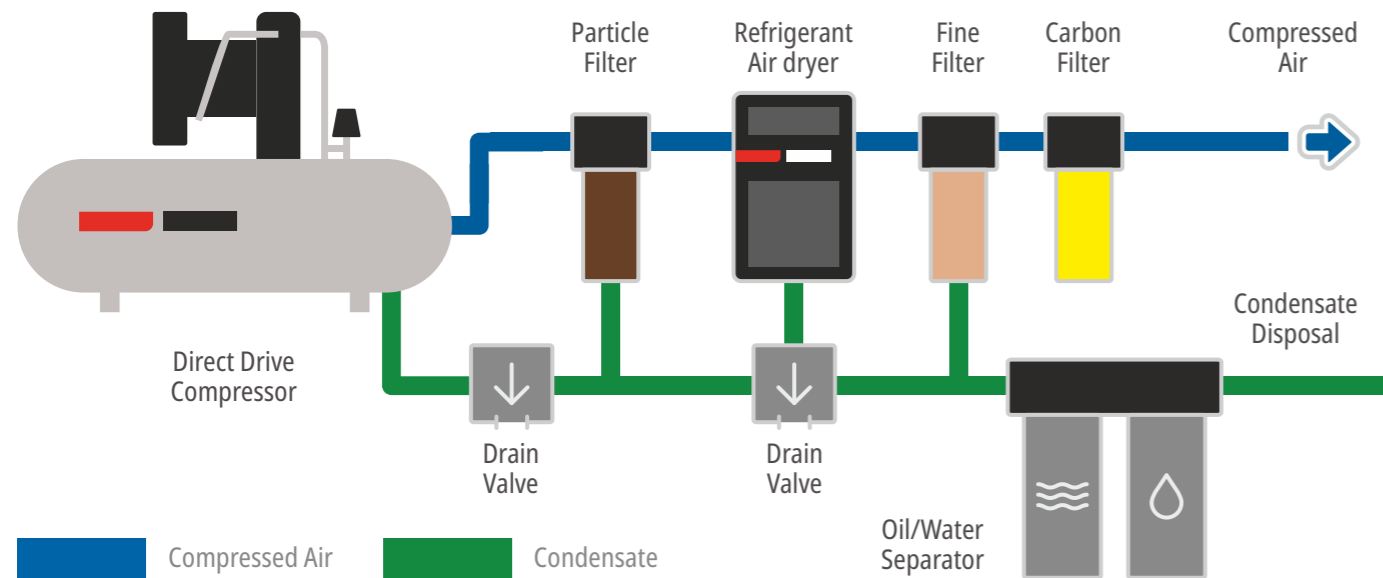 Particle
Filter
Refrigerant
Air dryer
Fine
Filter
Carbon
Filter
Compressed
Air
Direct Drive
Compressor
Condensate
Disposal
Drain
Valve
Drain
Valve
Oil/Water
Separator
Compressed Air
Condensate